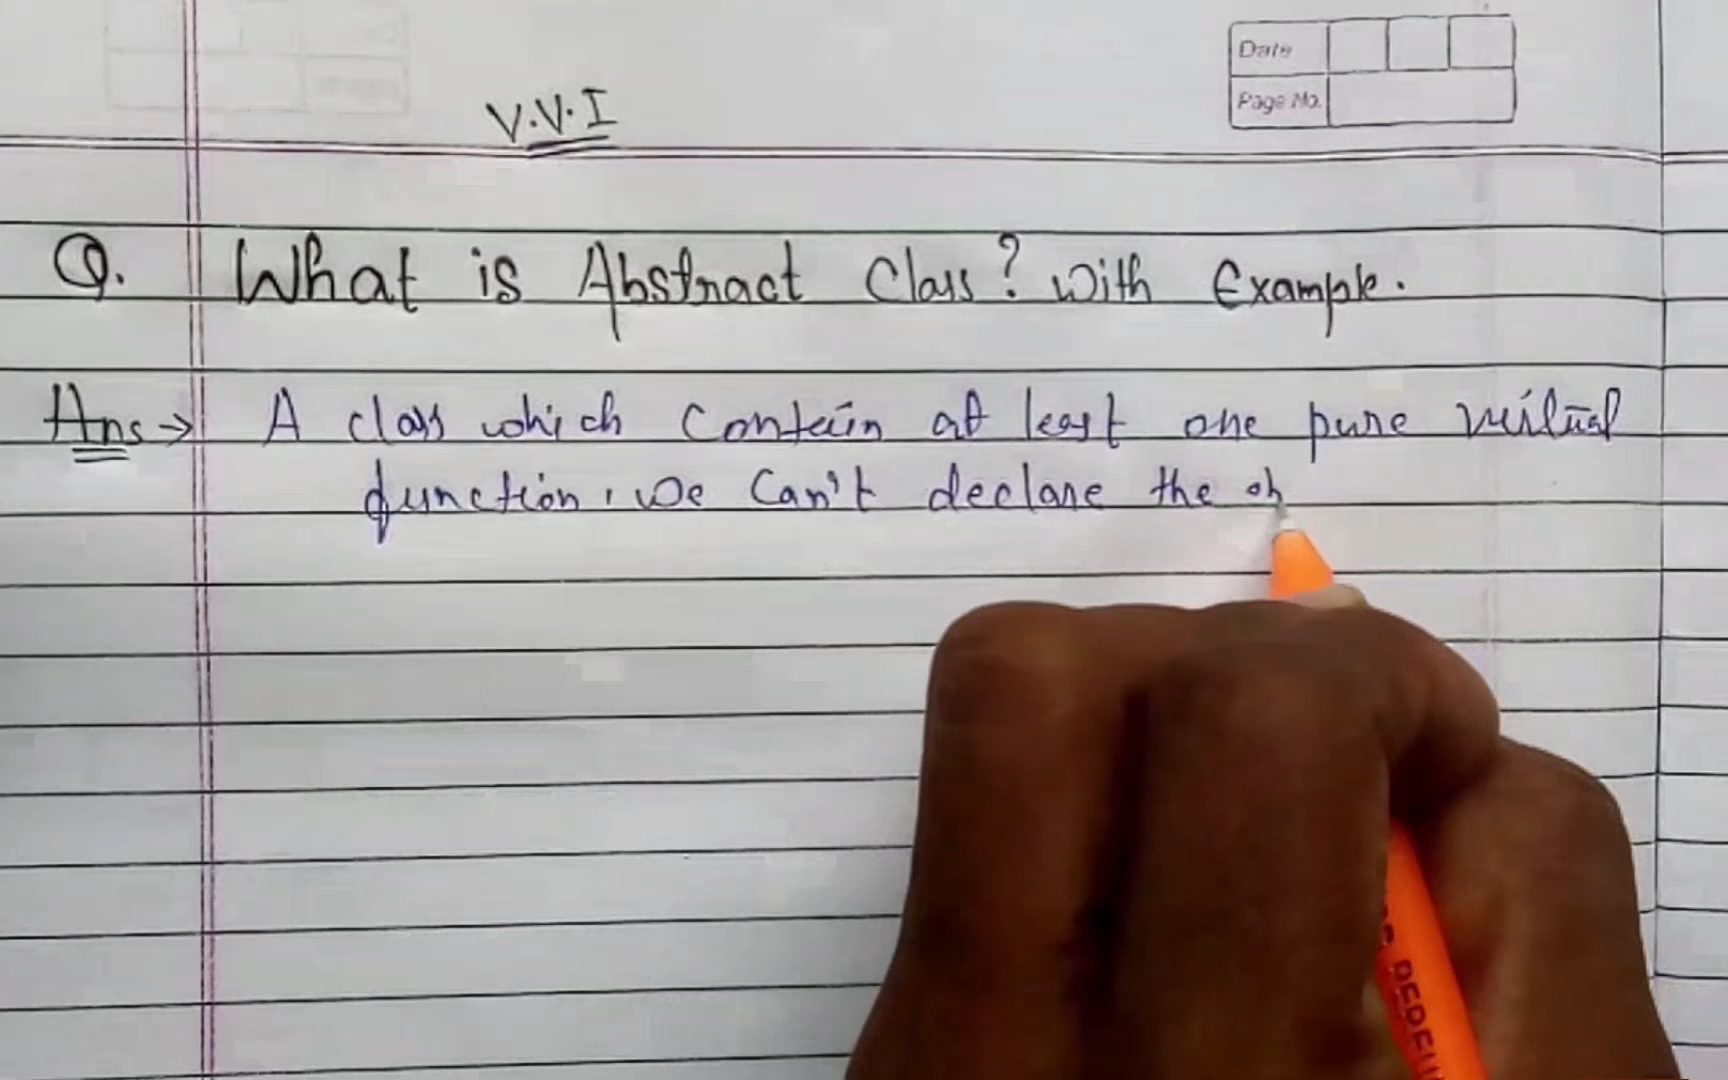 Date
Page No.
V.V.I
Q. What is Abstract Class? With Example.
Ans→ A class which contain at least one pure virtual
function. we Can't declare the ob